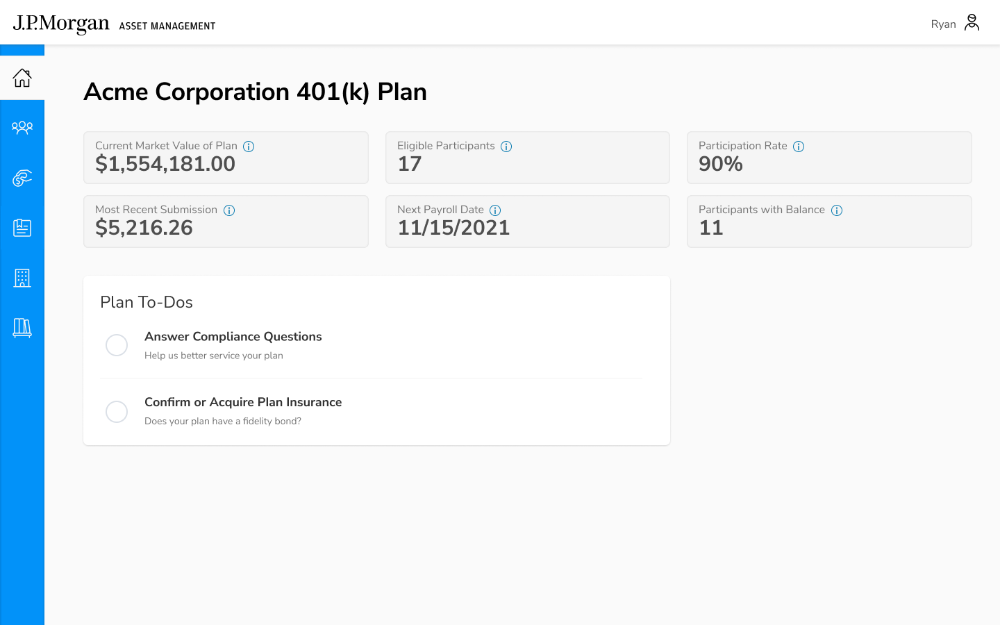 J.P.Morgan ASSET MANAGEMENT
Ryan
Acme Corporation 401(k) Plan
Current Market Value of Plan
$1,554,181.00
Eligible Participants
17
Participation Rate
90%
Most Recent Submission
$5,216.26
Next Payroll Date
11/15/2021
Participants with Balance
11
Plan To-Dos
Answer Compliance Questions
Help us better service your plan
Confirm or Acquire Plan Insurance
Does your plan have a fidelity bond?